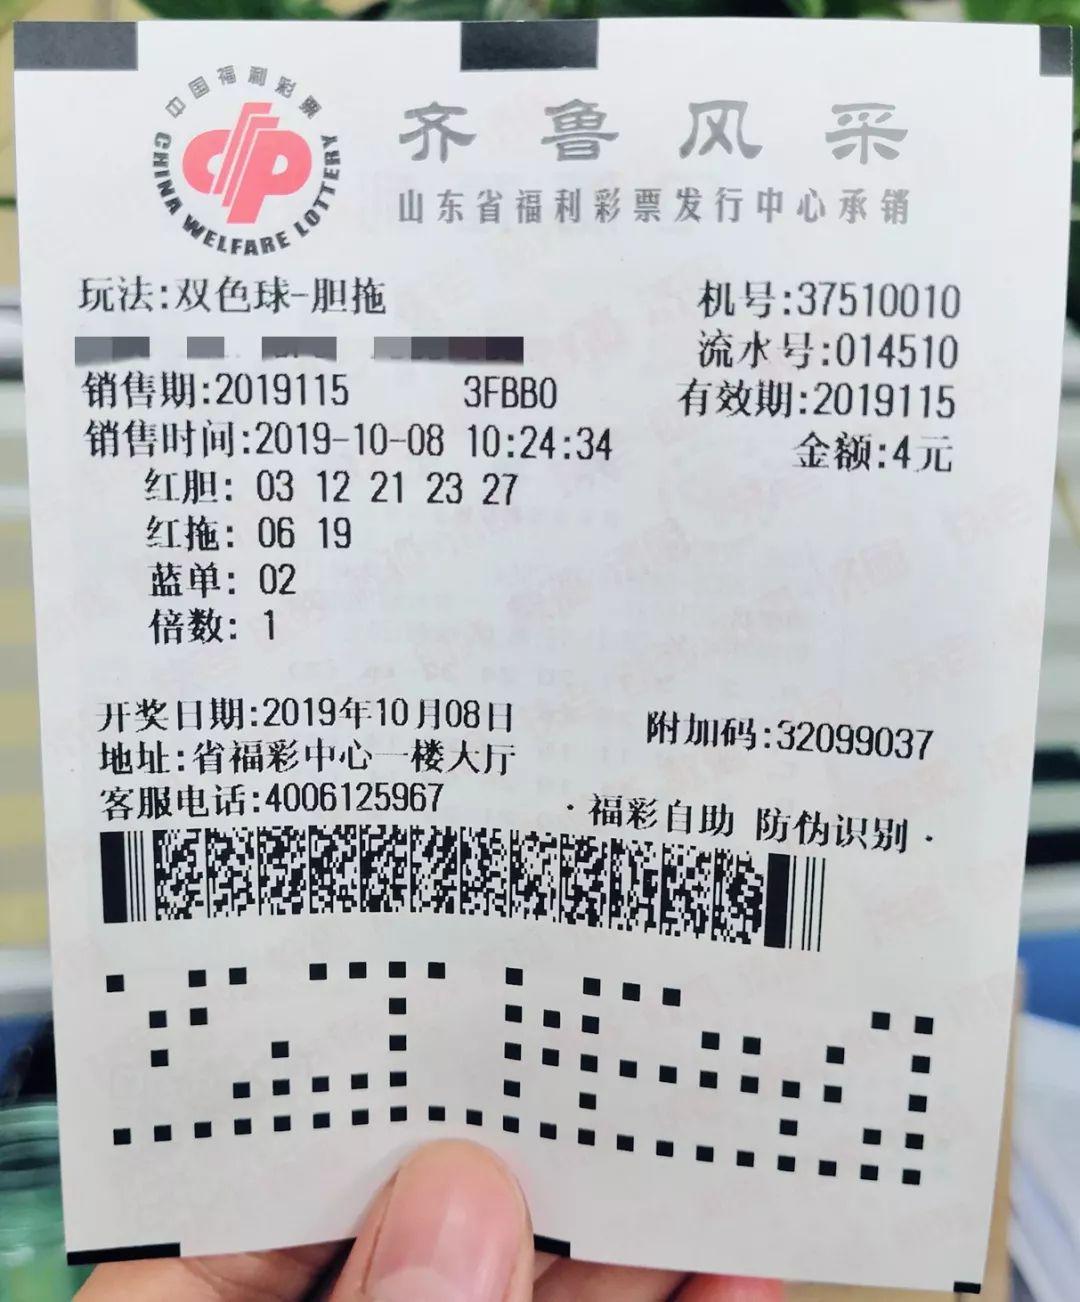 中国福利彩票
CHINA WELFARE LOTTERY
齐鲁风采
山东省福利彩票发行中心承销
玩法:双色球-胆拖
机号:37510010
流水号:014510
销售期:2019115 3FBB0 有效期:2019115
销售时间:2019-10-08 10:24:34 金额:4元
红胆: 03 12 21 23 27
红拖: 06 19
蓝单: 02
倍数: 1
开奖日期:2019年10月08日 附加码:32099037
地址:省福彩中心一楼大厅
客服电话:4006125967 ·福彩自助 防伪识别·